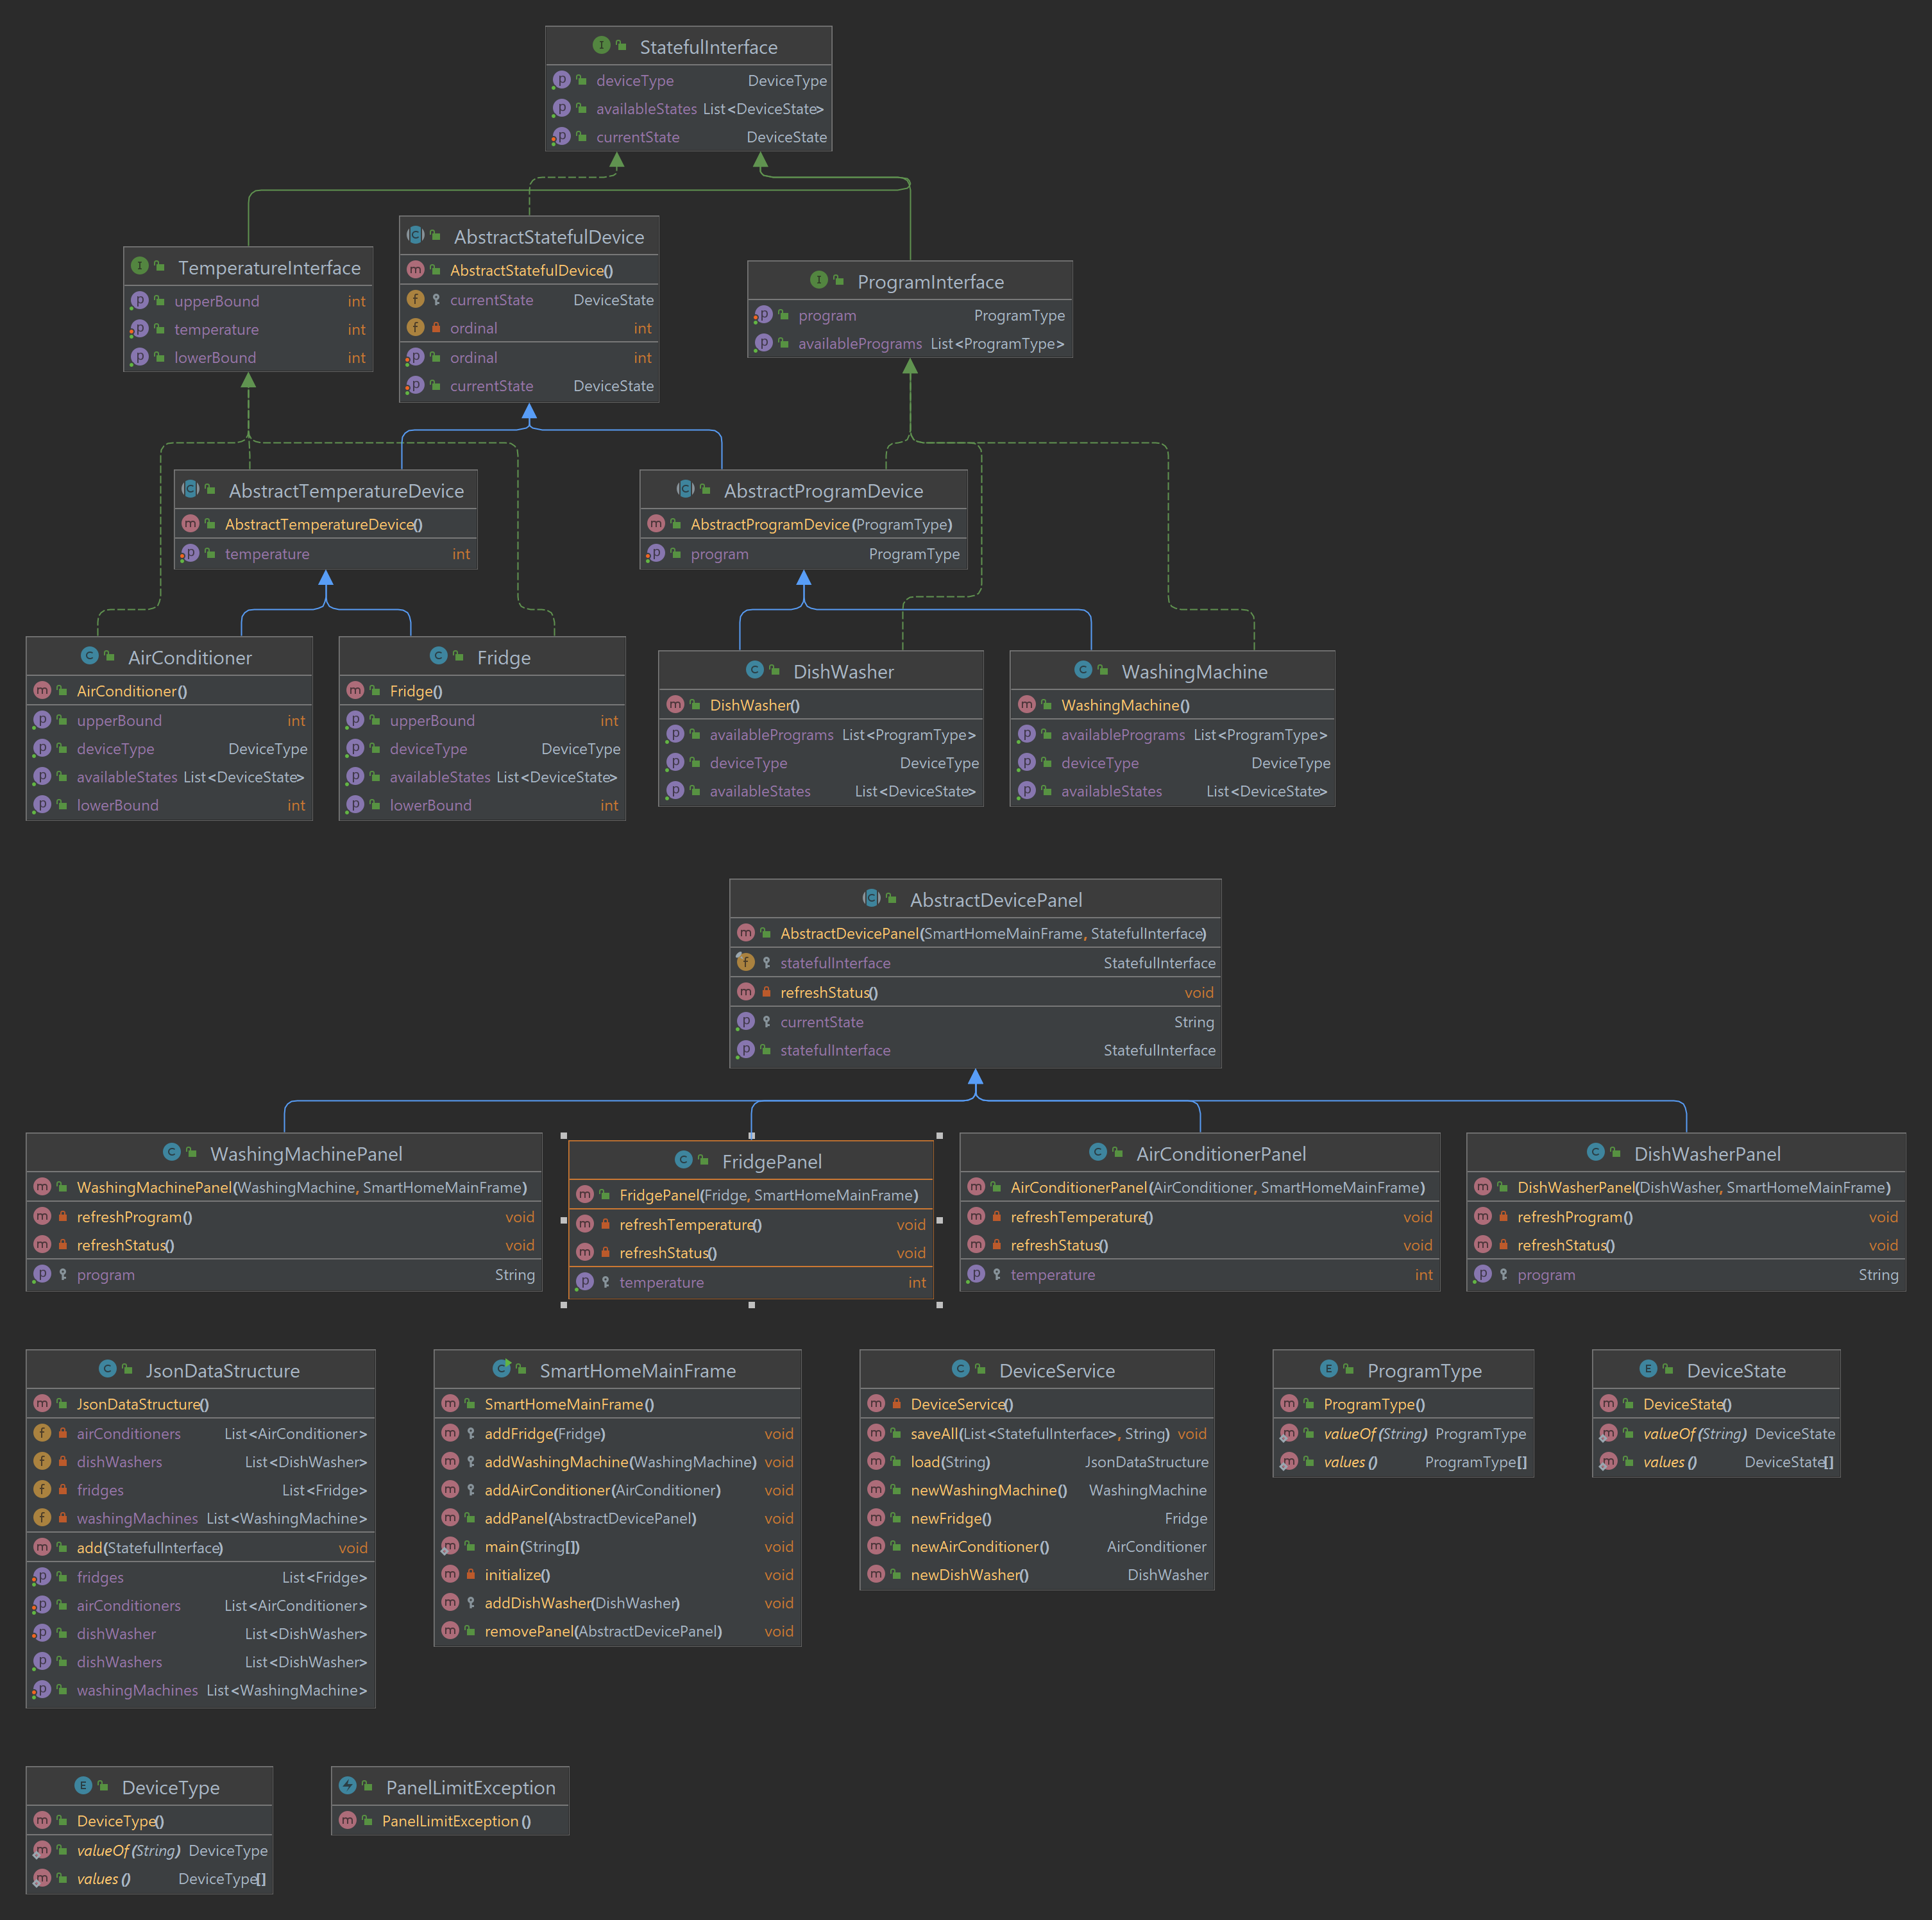 StatefulInterface
deviceType DeviceType
availableStates List<DeviceState>
currentState DeviceState
TemperatureInterface
upperBound int
temperature int
lowerBound int
AbstractStatefulDevice
AbstractStatefulDevice()
currentState DeviceState
ordinal int
ordinal int
currentState DeviceState
ProgramInterface
program ProgramType
availablePrograms List<ProgramType>
AbstractTemperatureDevice
AbstractTemperatureDevice()
temperature int
AbstractProgramDevice
AbstractProgramDevice(ProgramType)
program ProgramType
AirConditioner
AirConditioner()
upperBound int
deviceType DeviceType
availableStates List<DeviceState>
lowerBound int
Fridge
Fridge()
upperBound int
deviceType DeviceType
availableStates List<DeviceState>
lowerBound int
DishWasher
DishWasher()
availablePrograms List<ProgramType>
deviceType DeviceType
availableStates List<DeviceState>
WashingMachine
WashingMachine()
availablePrograms List<ProgramType>
deviceType DeviceType
availableStates List<DeviceState>
AbstractDevicePanel
AbstractDevicePanel(SmartHomeMainFrame, StatefulInterface)
statefulInterface StatefulInterface
refreshStatus() void
currentState String
statefulInterface StatefulInterface
WashingMachinePanel
WashingMachinePanel(WashingMachine, SmartHomeMainFrame)
refreshProgram() void
refreshStatus() void
program String
FridgePanel
FridgePanel(Fridge, SmartHomeMainFrame)
refreshTemperature() void
refreshStatus() void
temperature int
AirConditionerPanel
AirConditionerPanel(AirConditioner, SmartHomeMainFrame)
refreshTemperature() void
refreshStatus() void
temperature int
DishWasherPanel
DishWasherPanel(DishWasher, SmartHomeMainFrame)
refreshProgram() void
refreshStatus() void
program String
JsonDataStructure
JsonDataStructure()
airConditioners List<AirConditioner>
dishWashers List<DishWasher>
fridges List<Fridge>
washingMachines List<WashingMachine>
add(StatefulInterface) void
fridges List<Fridge>
airConditioners List<AirConditioner>
dishWasher List<DishWasher>
dishWashers List<DishWasher>
washingMachines List<WashingMachine>
SmartHomeMainFrame
SmartHomeMainFrame()
addFridge(Fridge) void
addWashingMachine(WashingMachine) void
addAirConditioner(AirConditioner) void
addPanel(AbstractDevicePanel) void
main(String[]) void
initialize() void
addDishWasher(DishWasher) void
removePanel(AbstractDevicePanel) void
DeviceService
DeviceService()
saveAll(List<StatefulInterface>, String) void
load(String) JsonDataStructure
newWashingMachine() WashingMachine
newFridge() Fridge
newAirConditioner() AirConditioner
newDishWasher() DishWasher
ProgramType
ProgramType()
valueOf(String) ProgramType
values() ProgramType[]
DeviceState
DeviceState()
valueOf(String) DeviceState
values() DeviceState[]
DeviceType
DeviceType()
valueOf(String) DeviceType
values() DeviceType[]
PanelLimitException
PanelLimitException()